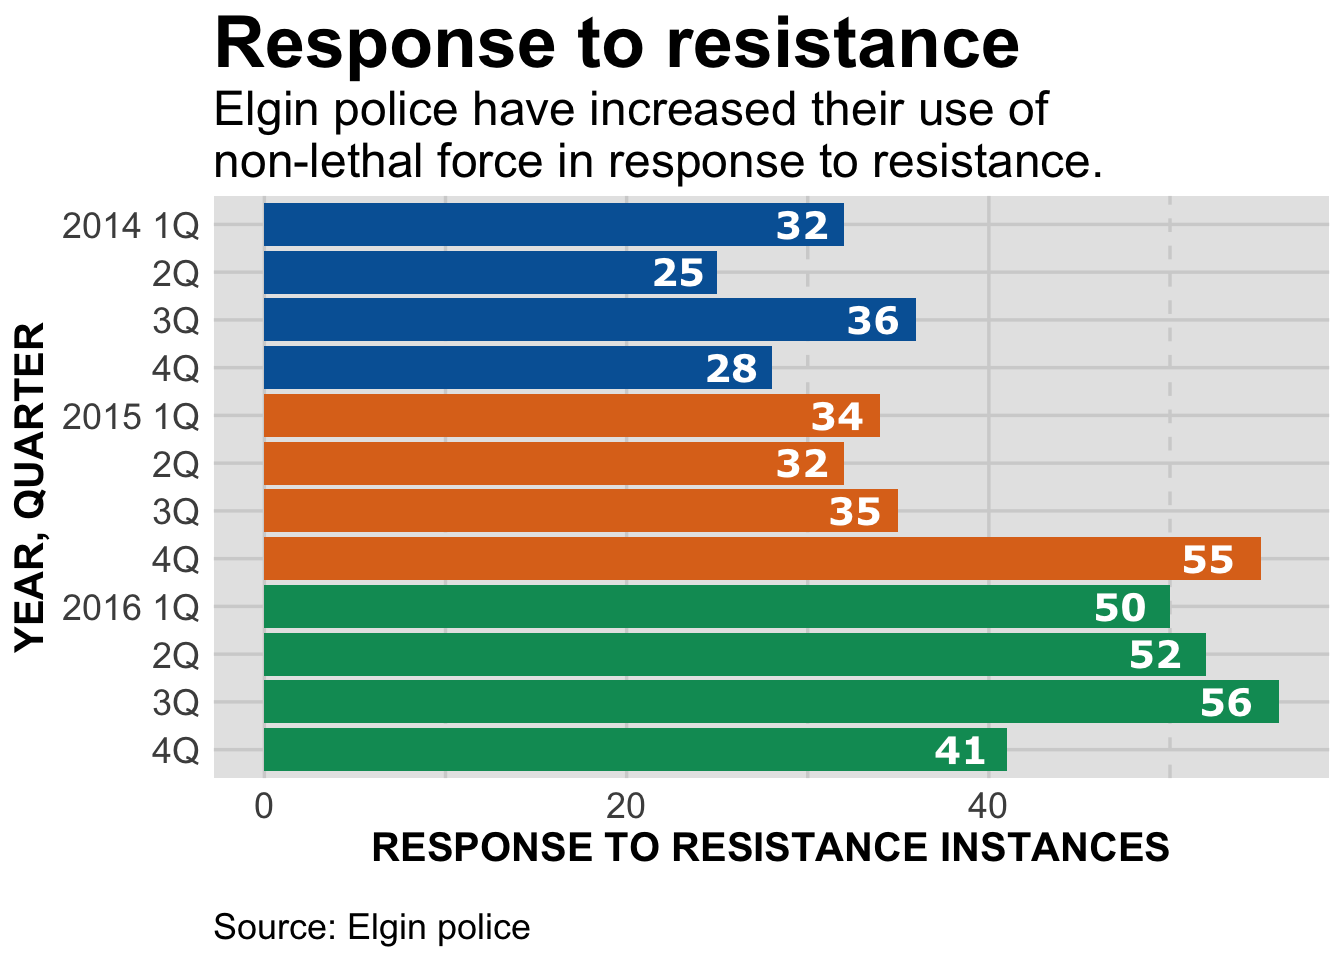 Response to resistance
Elgin police have increased their use of
non-lethal force in response to resistance.
YEAR, QUARTER
2014 1Q 32
2Q 25
3Q 36
4Q 28
2015 1Q 34
2Q 32
3Q 35
4Q 55
2016 1Q 50
2Q 52
3Q 56
4Q 41
0 20 40
RESPONSE TO RESISTANCE INSTANCES
Source: Elgin police